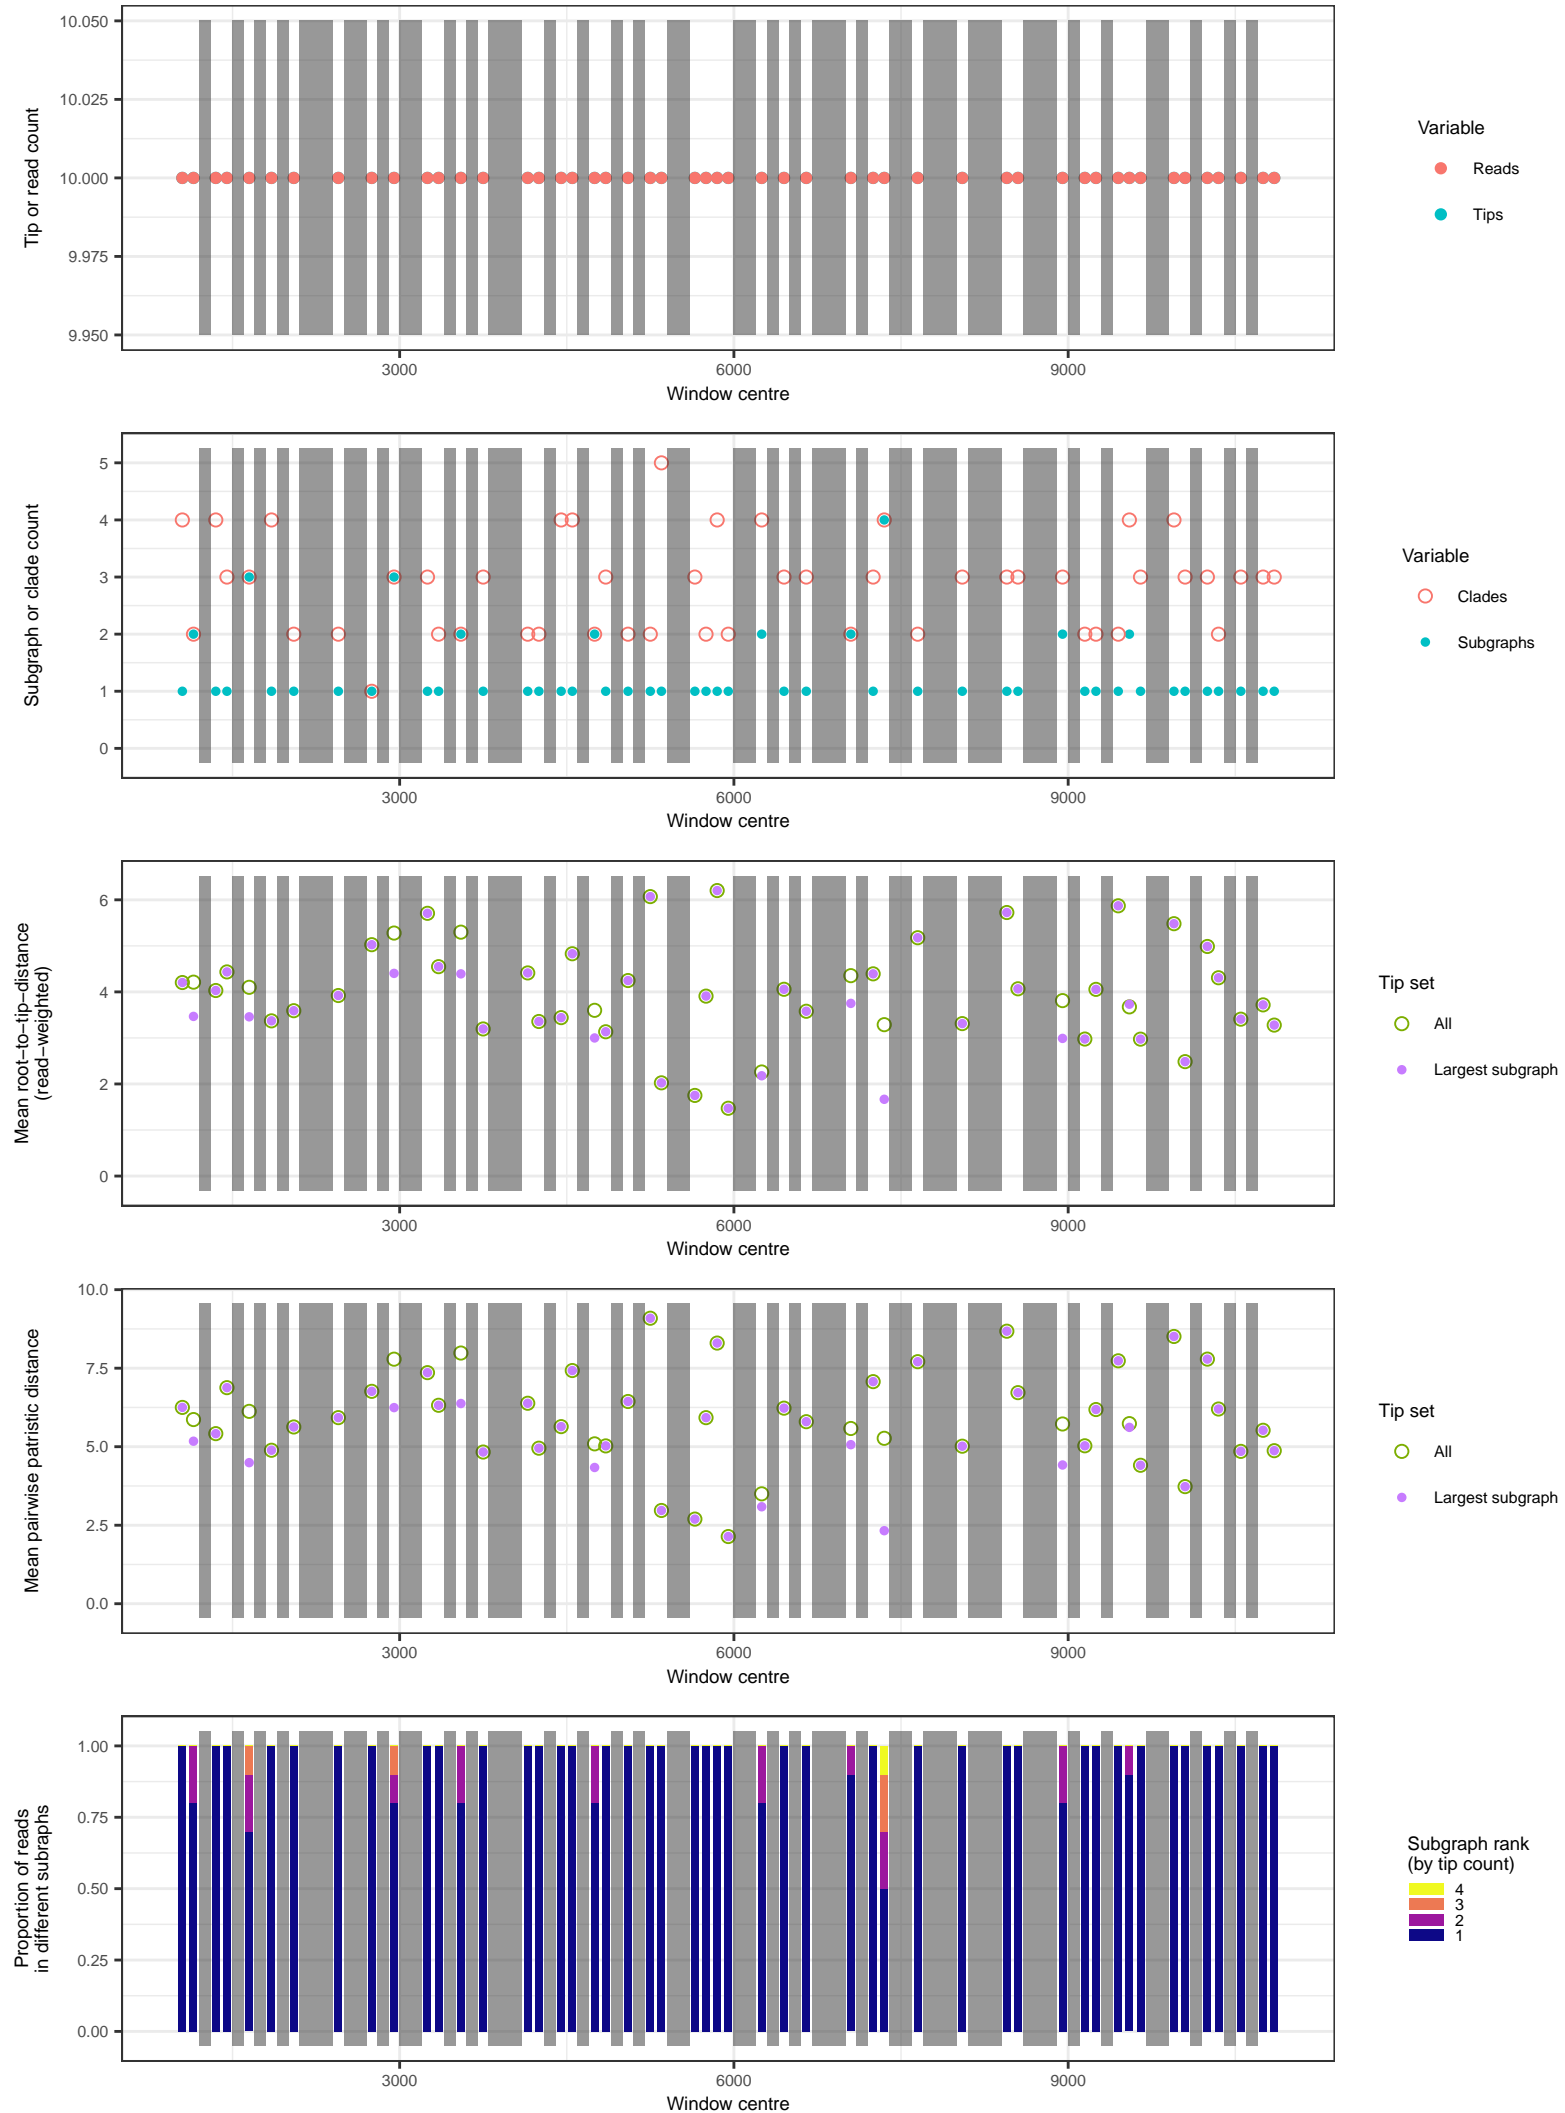 10.050
10.025
10.000
9.975
9.950
Tip or read count
3000
6000
9000
Window centre
Variable
Reads
Tips
5
4
3
2
1
0
Subgraph or clade count
3000
6000
9000
Window centre
Variable
Clades
Subgraphs
6
4
2
0
Mean root−to−tip−distance
(read−weighted)
3000
6000
9000
Window centre
Tip set
All
Largest subgraph
10.0
7.5
5.0
2.5
0.0
Mean pairwise patristic distance
3000
6000
9000
Window centre
Tip set
All
Largest subgraph
1.00
0.75
0.50
0.25
0.00
Proportion of reads
in different subraphs
3000
6000
9000
Window centre
Subgraph rank
(by tip count)
4
3
2
1